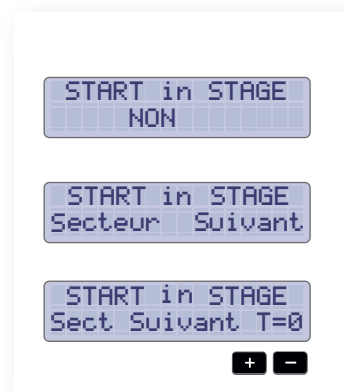 START in STAGE
NON
START in STAGE
Secteur Suivant
START in STAGE
Sect Suivant T=0
+ −